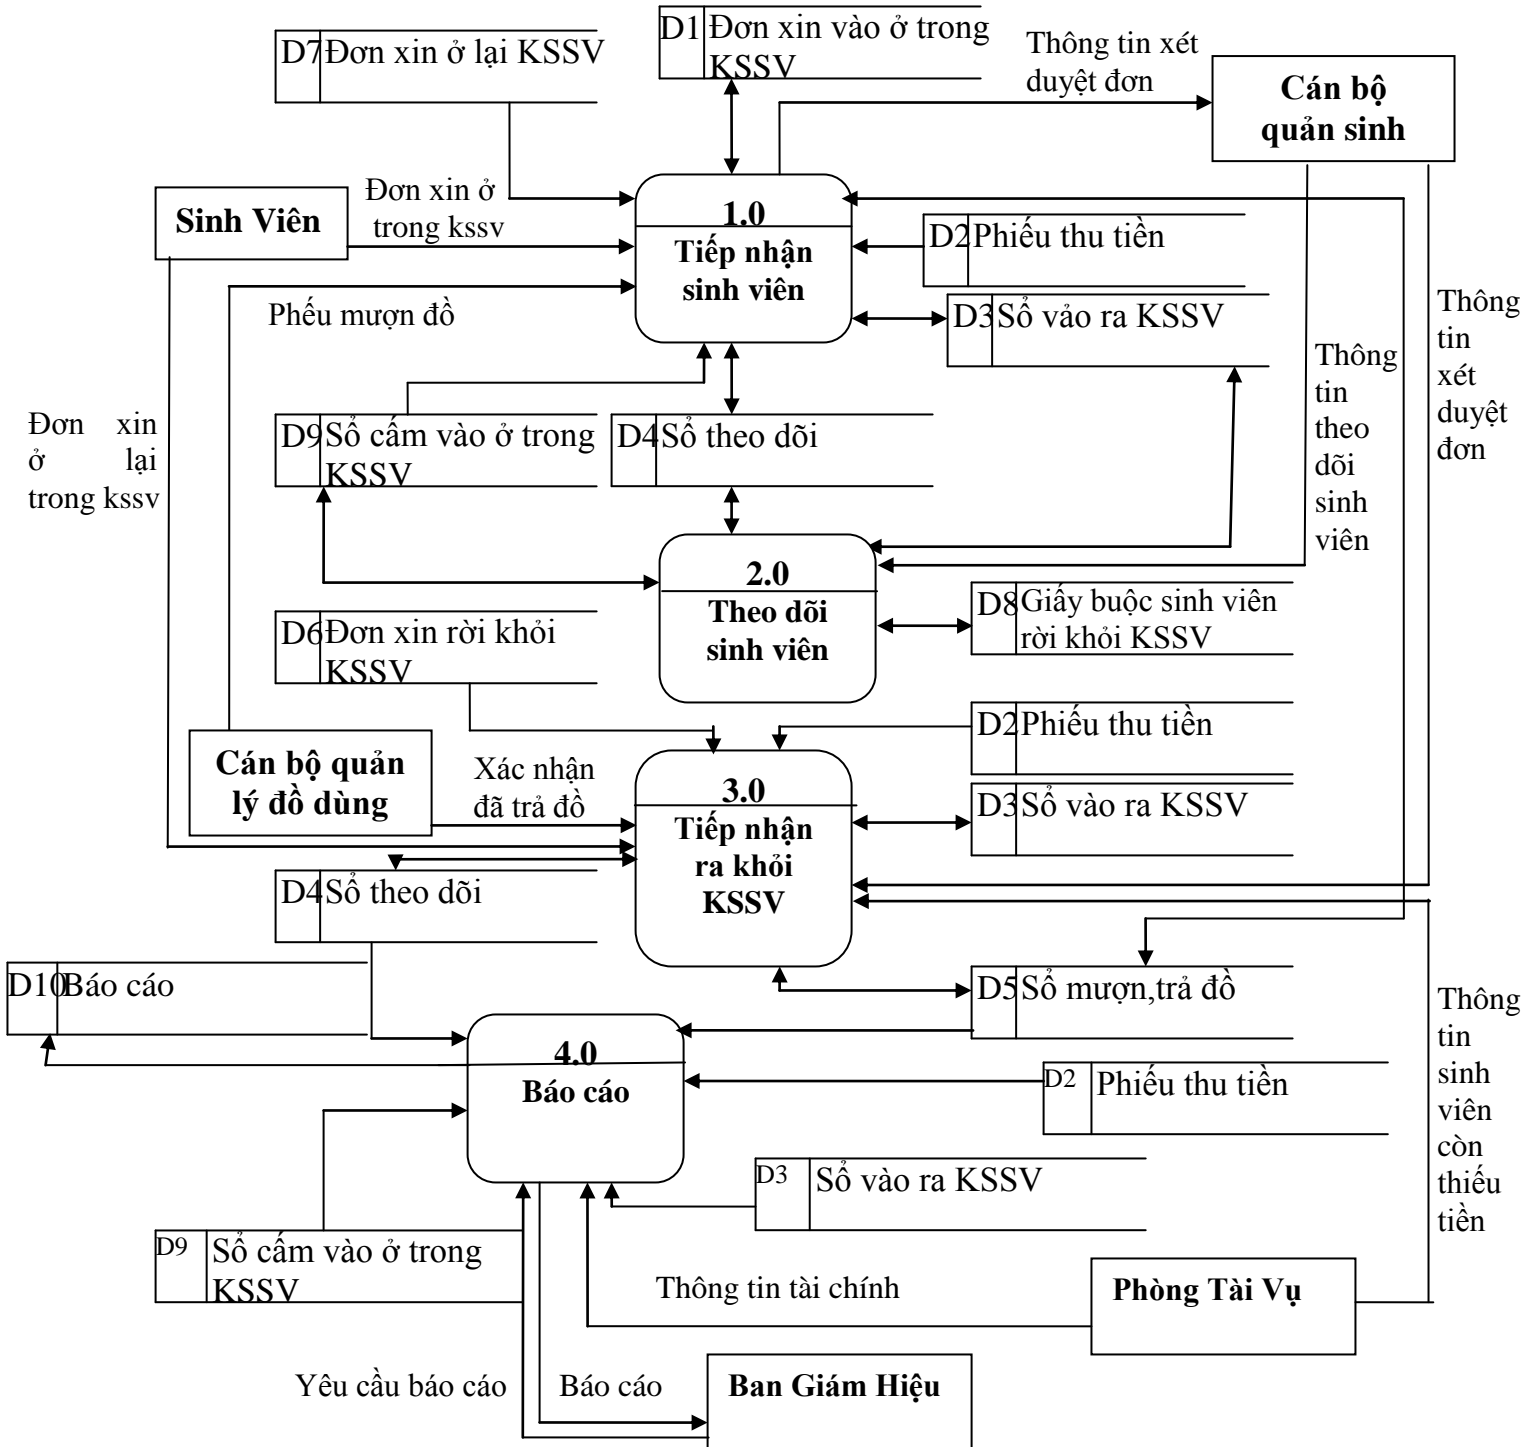 D1 Đơn xin vào ở trong
KSSV
D7 Đơn xin ở lại KSSV
Thông tin xét
duyệt đơn
Cán bộ
quản sinh
Sinh Viên
Đơn xin ở
trong kssv
1.0
Tiếp nhận
sinh viên
D2 Phiếu thu tiền
Phếu mượn đồ
D3 Sổ vảo ra KSSV
Thông
tin
xét
duyệt
đơn
Thông
tin
theo
dõi
sinh
viên
Đơn xin
ở lại
trong kssv
D9 Sổ cấm vào ở trong
KSSV
D4 Sổ theo dõi
2.0
Theo dõi
sinh viên
D8 Giấy buộc sinh viên
rời khỏi KSSV
D6 Đơn xin rời khỏi
KSSV
D2 Phiếu thu tiền
Cán bộ quản
lý đồ dùng
Xác nhận
đã trả đồ
3.0
Tiếp nhận
ra khỏi
KSSV
D3 Sổ vào ra KSSV
D4 Sổ theo dõi
D10 Báo cáo
D5 Sổ mượn,trả đồ
Thông
tin
sinh
viên
còn
thiếu
tiền
4.0
Báo cáo
D2 Phiếu thu tiền
D3 Sổ vào ra KSSV
D9 Sổ cấm vào ở trong
KSSV
Thông tin tài chính
Phòng Tài Vụ
Yêu cầu báo cáo
Báo cáo
Ban Giám Hiệu